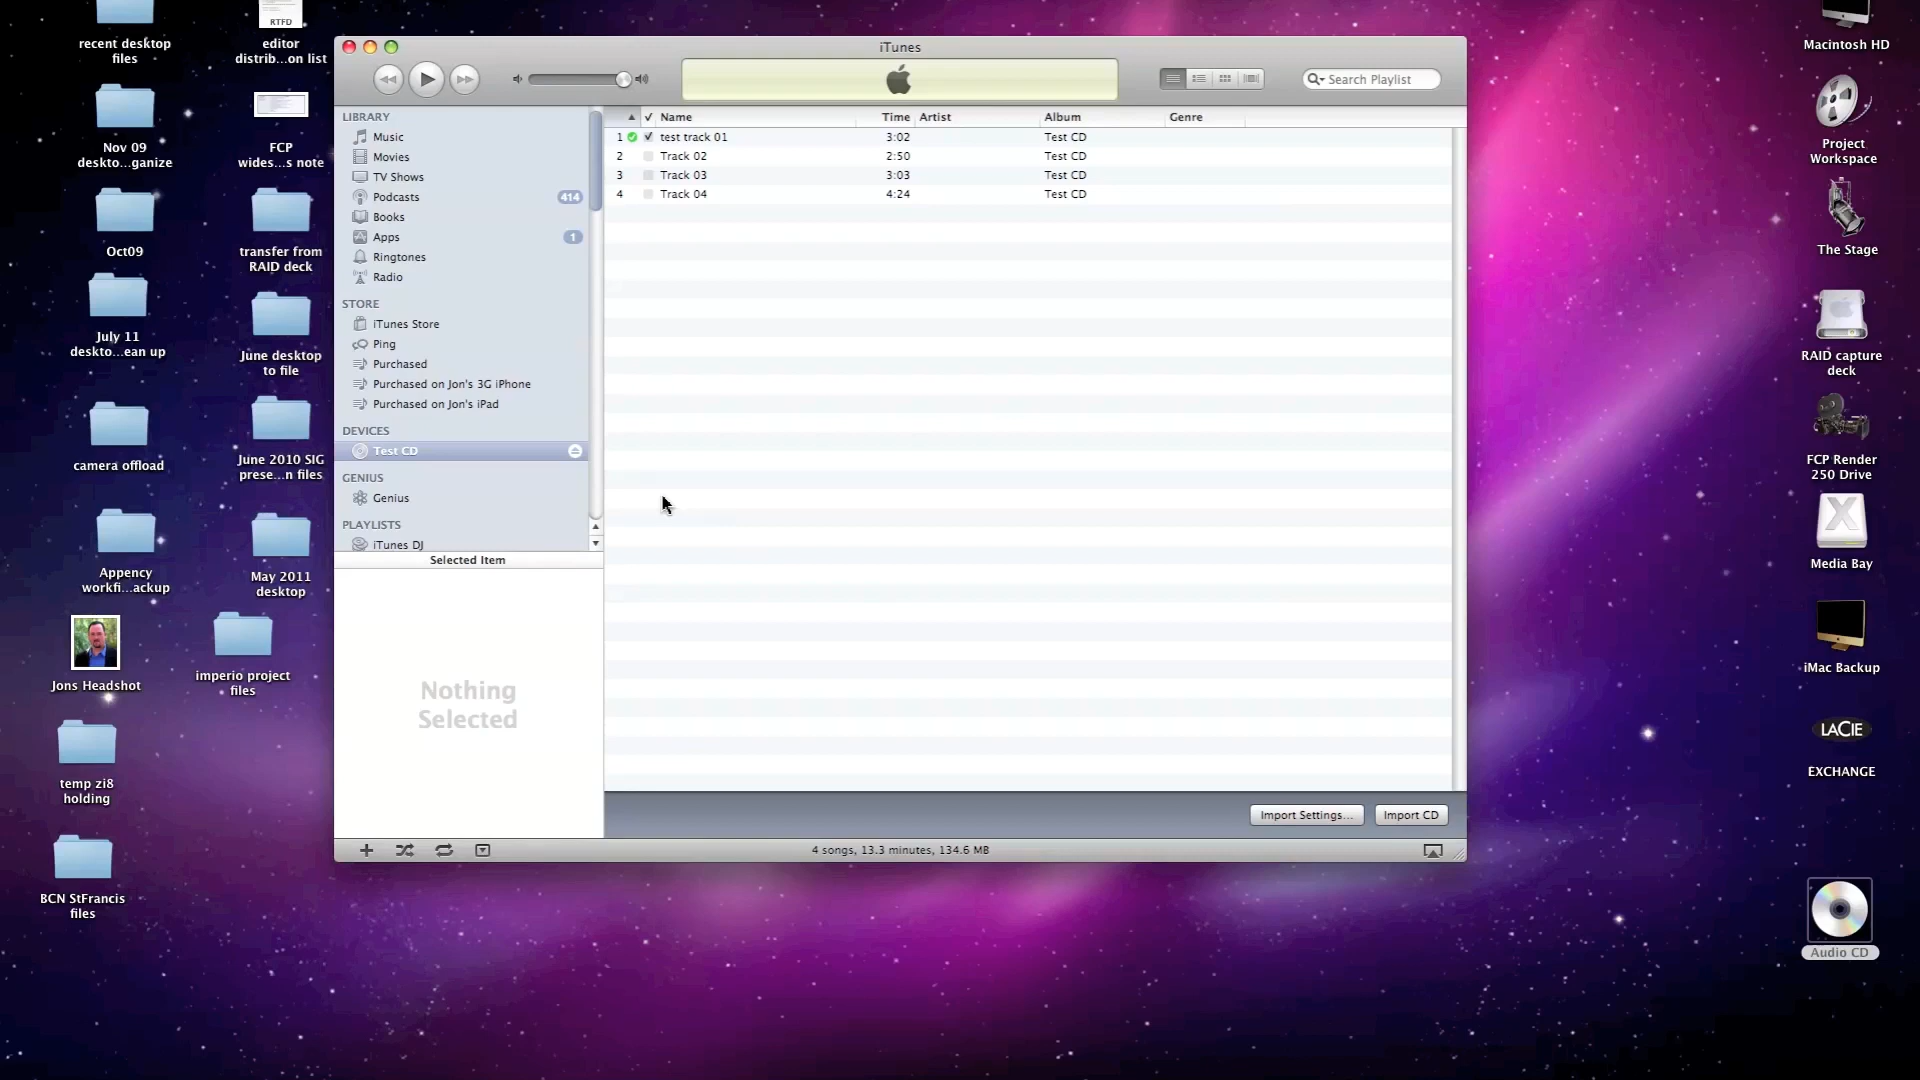 recent desktop
files
RTFD
editor
distrib...on list
Nov 09
deskto...ganize
FCP
wides...s note
Oct09
transfer from
RAID deck
July 11
deskto...ean up
June desktop
to file
camera offload
June 2010 SIG
prese...n files
Appency
workfi...ackup
May 2011
desktop
Jons Headshot
imperio project
files
temp zi8
holding
BCN StFrancis
files
iTunes
Search Playlist
LIBRARY
Music
Movies
TV Shows
Podcasts 414
Books
Apps 1
Ringtones
Radio
STORE
iTunes Store
Ping
Purchased
Purchased on Jon's 3G iPhone
Purchased on Jon's iPad
DEVICES
Test CD
GENIUS
Genius
PLAYLISTS
iTunes DJ
Selected Item
Nothing
Selected
Name Time Artist Album Genre
1 test track 01 3:02 Test CD
2 Track 02 2:50 Test CD
3 Track 03 3:03 Test CD
4 Track 04 4:24 Test CD
Import Settings... Import CD
4 songs, 13.3 minutes, 134.6 MB
Macintosh HD
Project
Workspace
The Stage
RAID capture
deck
FCP Render
250 Drive
X
Media Bay
iMac Backup
LACIE
EXCHANGE
Audio CD